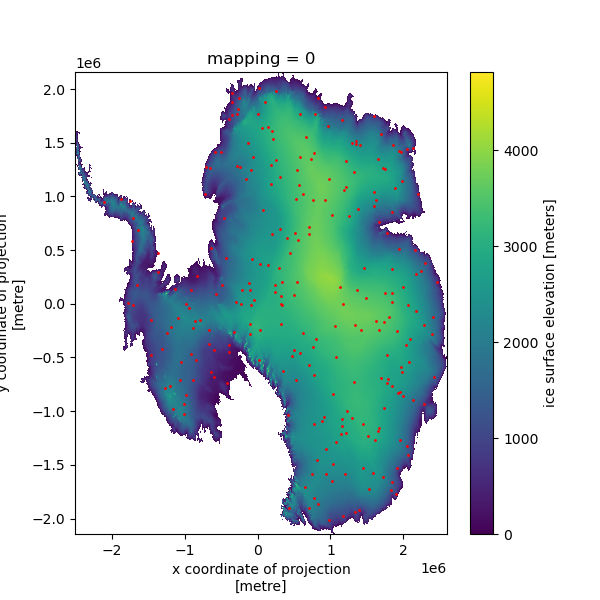 mapping = 0
1e6
2.0
1.5
1.0
0.5
0.0
−0.5
−1.0
−1.5
−2.0
y coordinate of projection
[metre]
−2
−1
0
1
2
1e6
x coordinate of projection
[metre]
4000
3000
2000
1000
0
ice surface elevation [meters]